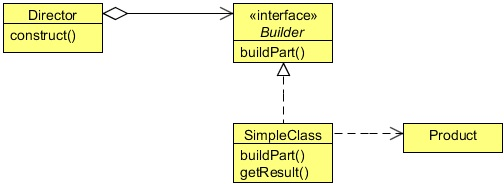 Director
construct()
«interface»
Builder
buildPart()
SimpleClass
buildPart()
getResult()
Product